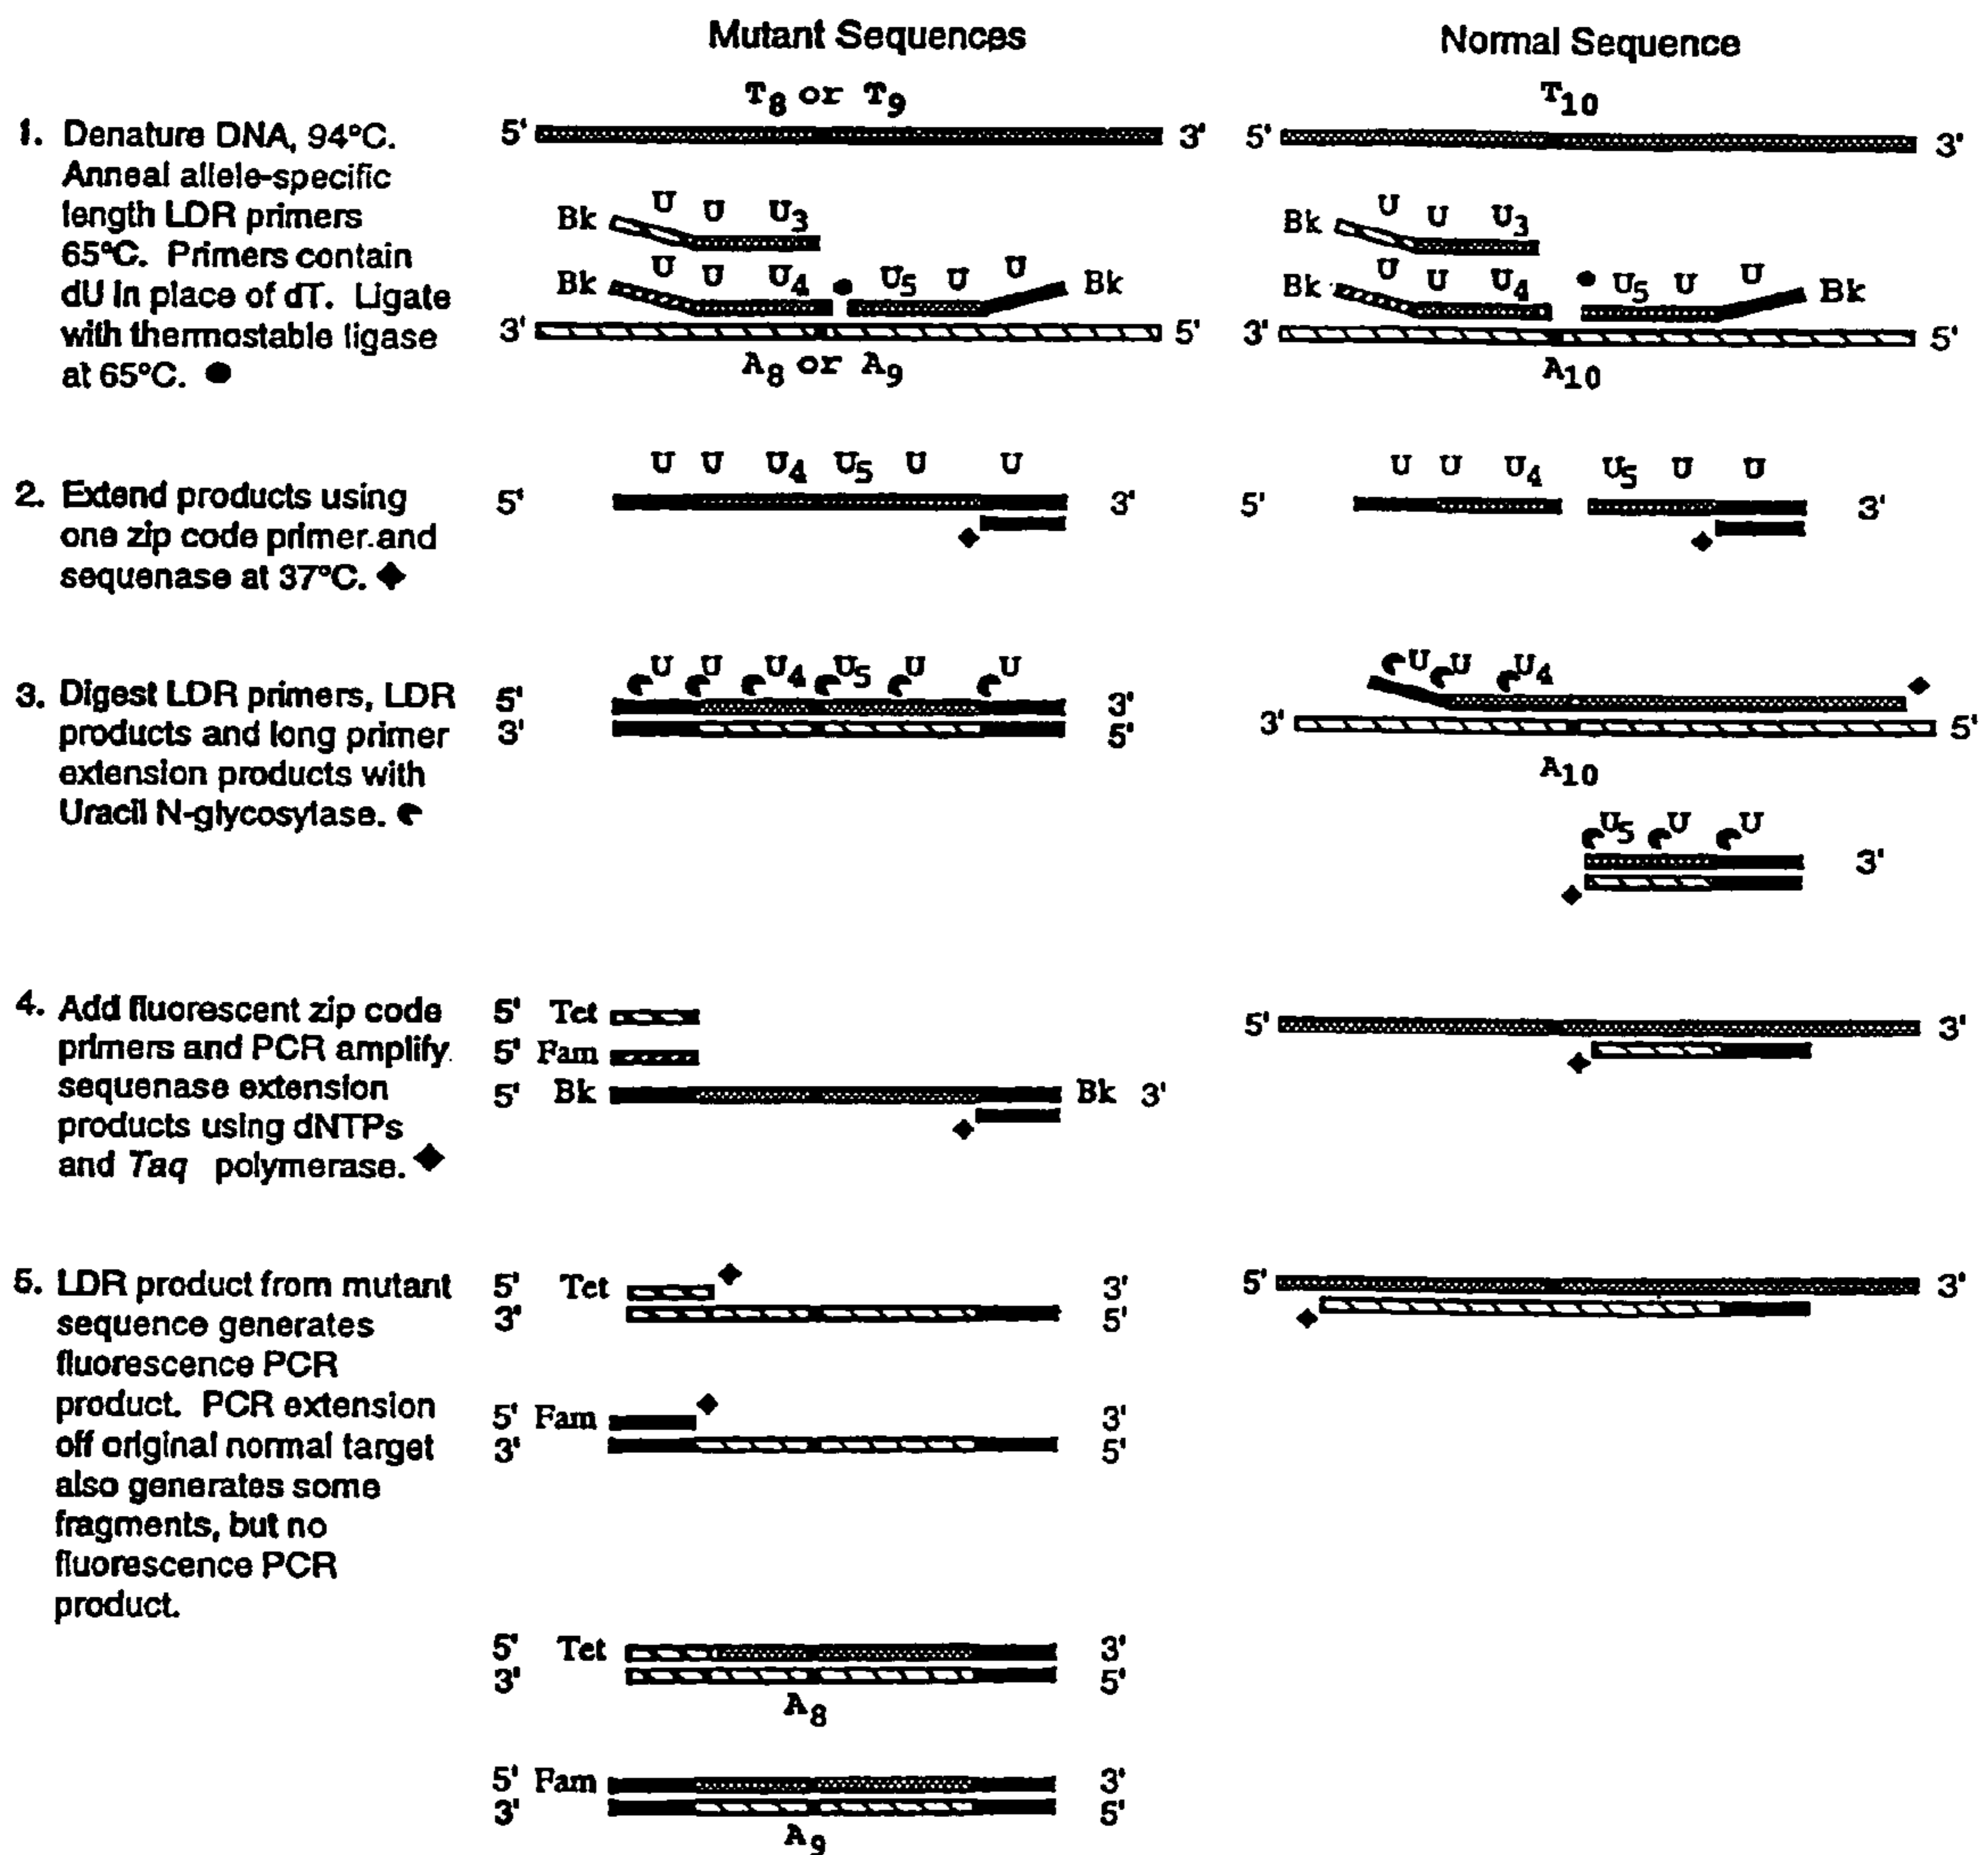 Mutant Sequences
Normal Sequence
T8 or T9
T10
1. Denature DNA, 94°C.
Anneal allele-specific
length LDR primers
65°C. Primers contain
dU in place of dT. Ligate
with thermostable ligase
at 65°C.
5' 3' 5' 3'
Bk U U U3
Bk U U U4 U5 U U Bk
3' 5'
A8 or A9
Bk U U U3
Bk U U U4 U5 U U Bk
3' 5'
A10
2. Extend products using
one zip code primer and
sequenase at 37°C.
U U U4 U5 U U
5' 3'
U U U4 U5 U U
5' 3'
3. Digest LDR primers, LDR
products and long primer
extension products with
Uracil N-glycosylase.
U U U4 U5 U U
5' 3'
3' 5'
U U U4
3' 5'
A10
U5 U U
3'
4. Add fluorescent zip code
primers and PCR amplify
sequenase extension
products using dNTPs
and Taq polymerase.
5' Tet
5' Fam
5' Bk Bk 3'
5' 3'
5. LDR product from mutant
sequence generates
fluorescence PCR
product. PCR extension
off original normal target
also generates some
fragments, but no
fluorescence PCR
product.
5' Tet 3'
3' 5'
5' 3'
5' Fam 3'
3' 5'
5' Tet 3'
3' 5'
A8
5' Fam 3'
3' 5'
A9